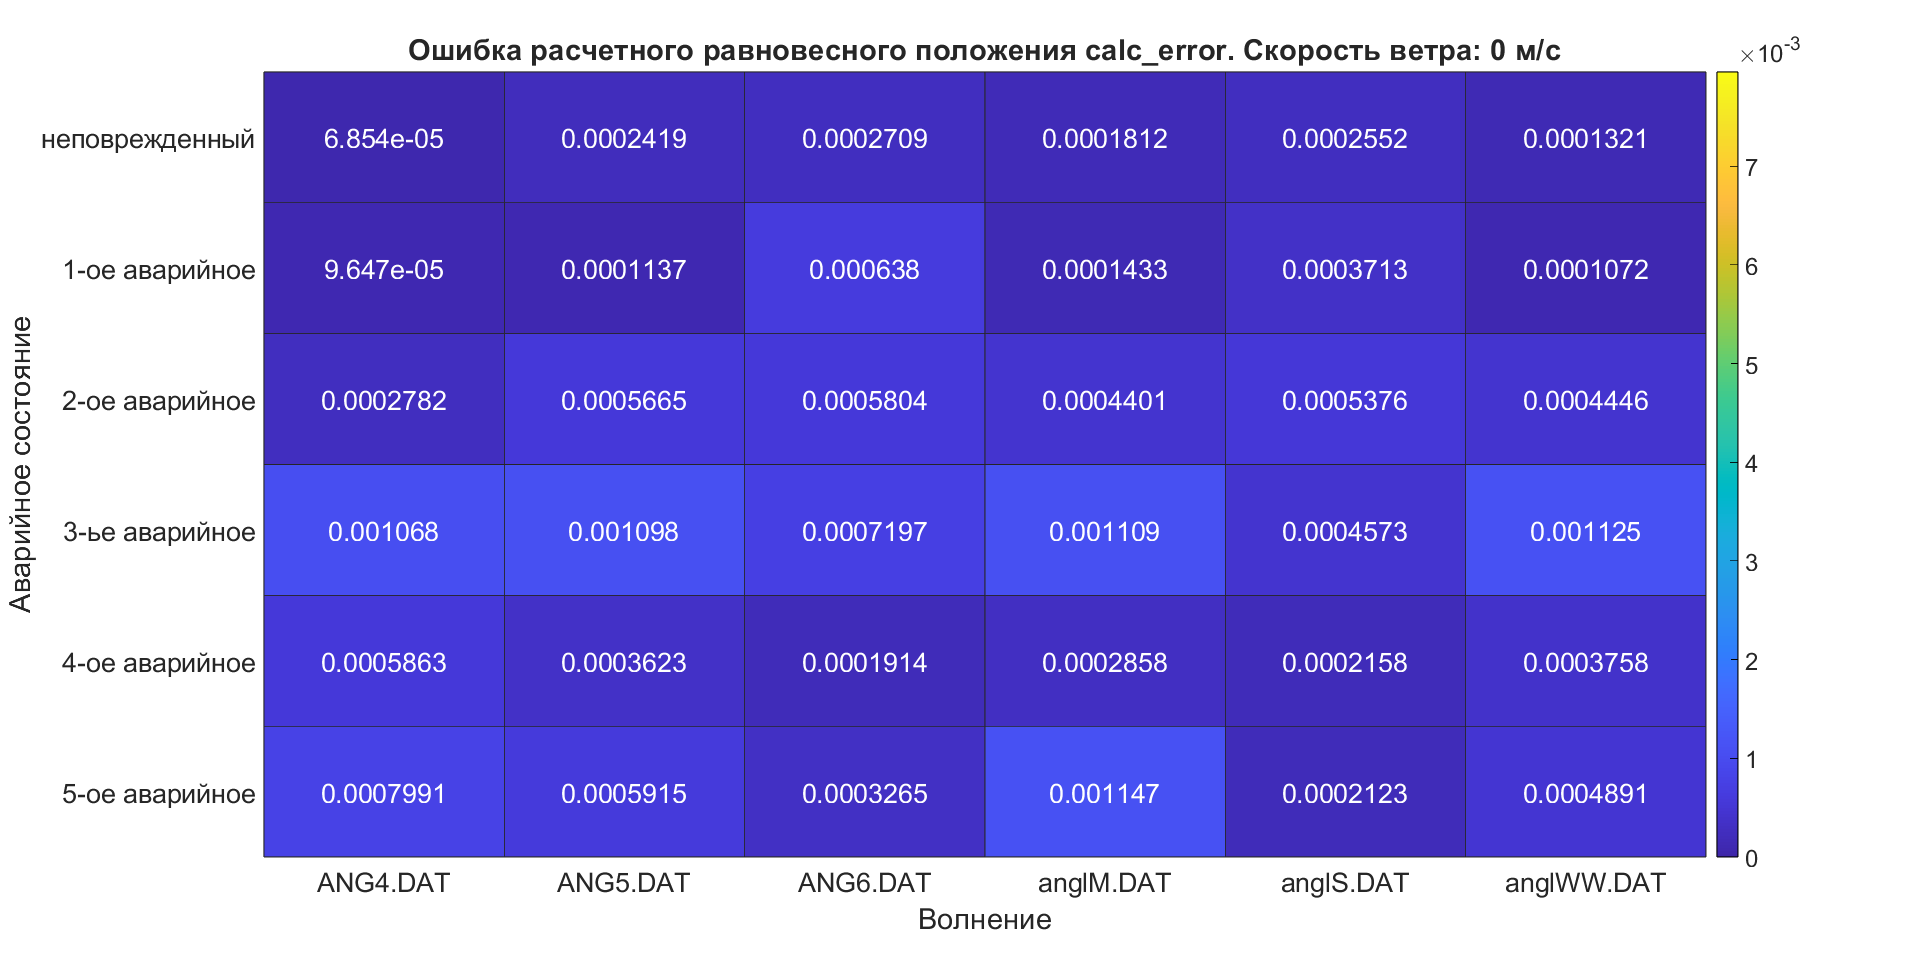 Ошибка расчетного равновесного положения calc_error. Скорость ветра: 0 м/с
×10-3
неповрежденный 6.854e-05 0.0002419 0.0002709 0.0001812 0.0002552 0.0001321
1-ое аварийное 9.647e-05 0.0001137 0.000638 0.0001433 0.0003713 0.0001072
2-ое аварийное 0.0002782 0.0005665 0.0005804 0.0004401 0.0005376 0.0004446
3-ье аварийное 0.001068 0.001098 0.0007197 0.001109 0.0004573 0.001125
4-ое аварийное 0.0005863 0.0003623 0.0001914 0.0002858 0.0002158 0.0003758
5-ое аварийное 0.0007991 0.0005915 0.0003265 0.001147 0.0002123 0.0004891
ANG4.DAT ANG5.DAT ANG6.DAT anglM.DAT anglS.DAT anglWW.DAT
Волнение
Аварийное состояние
7
6
5
4
3
2
1
0